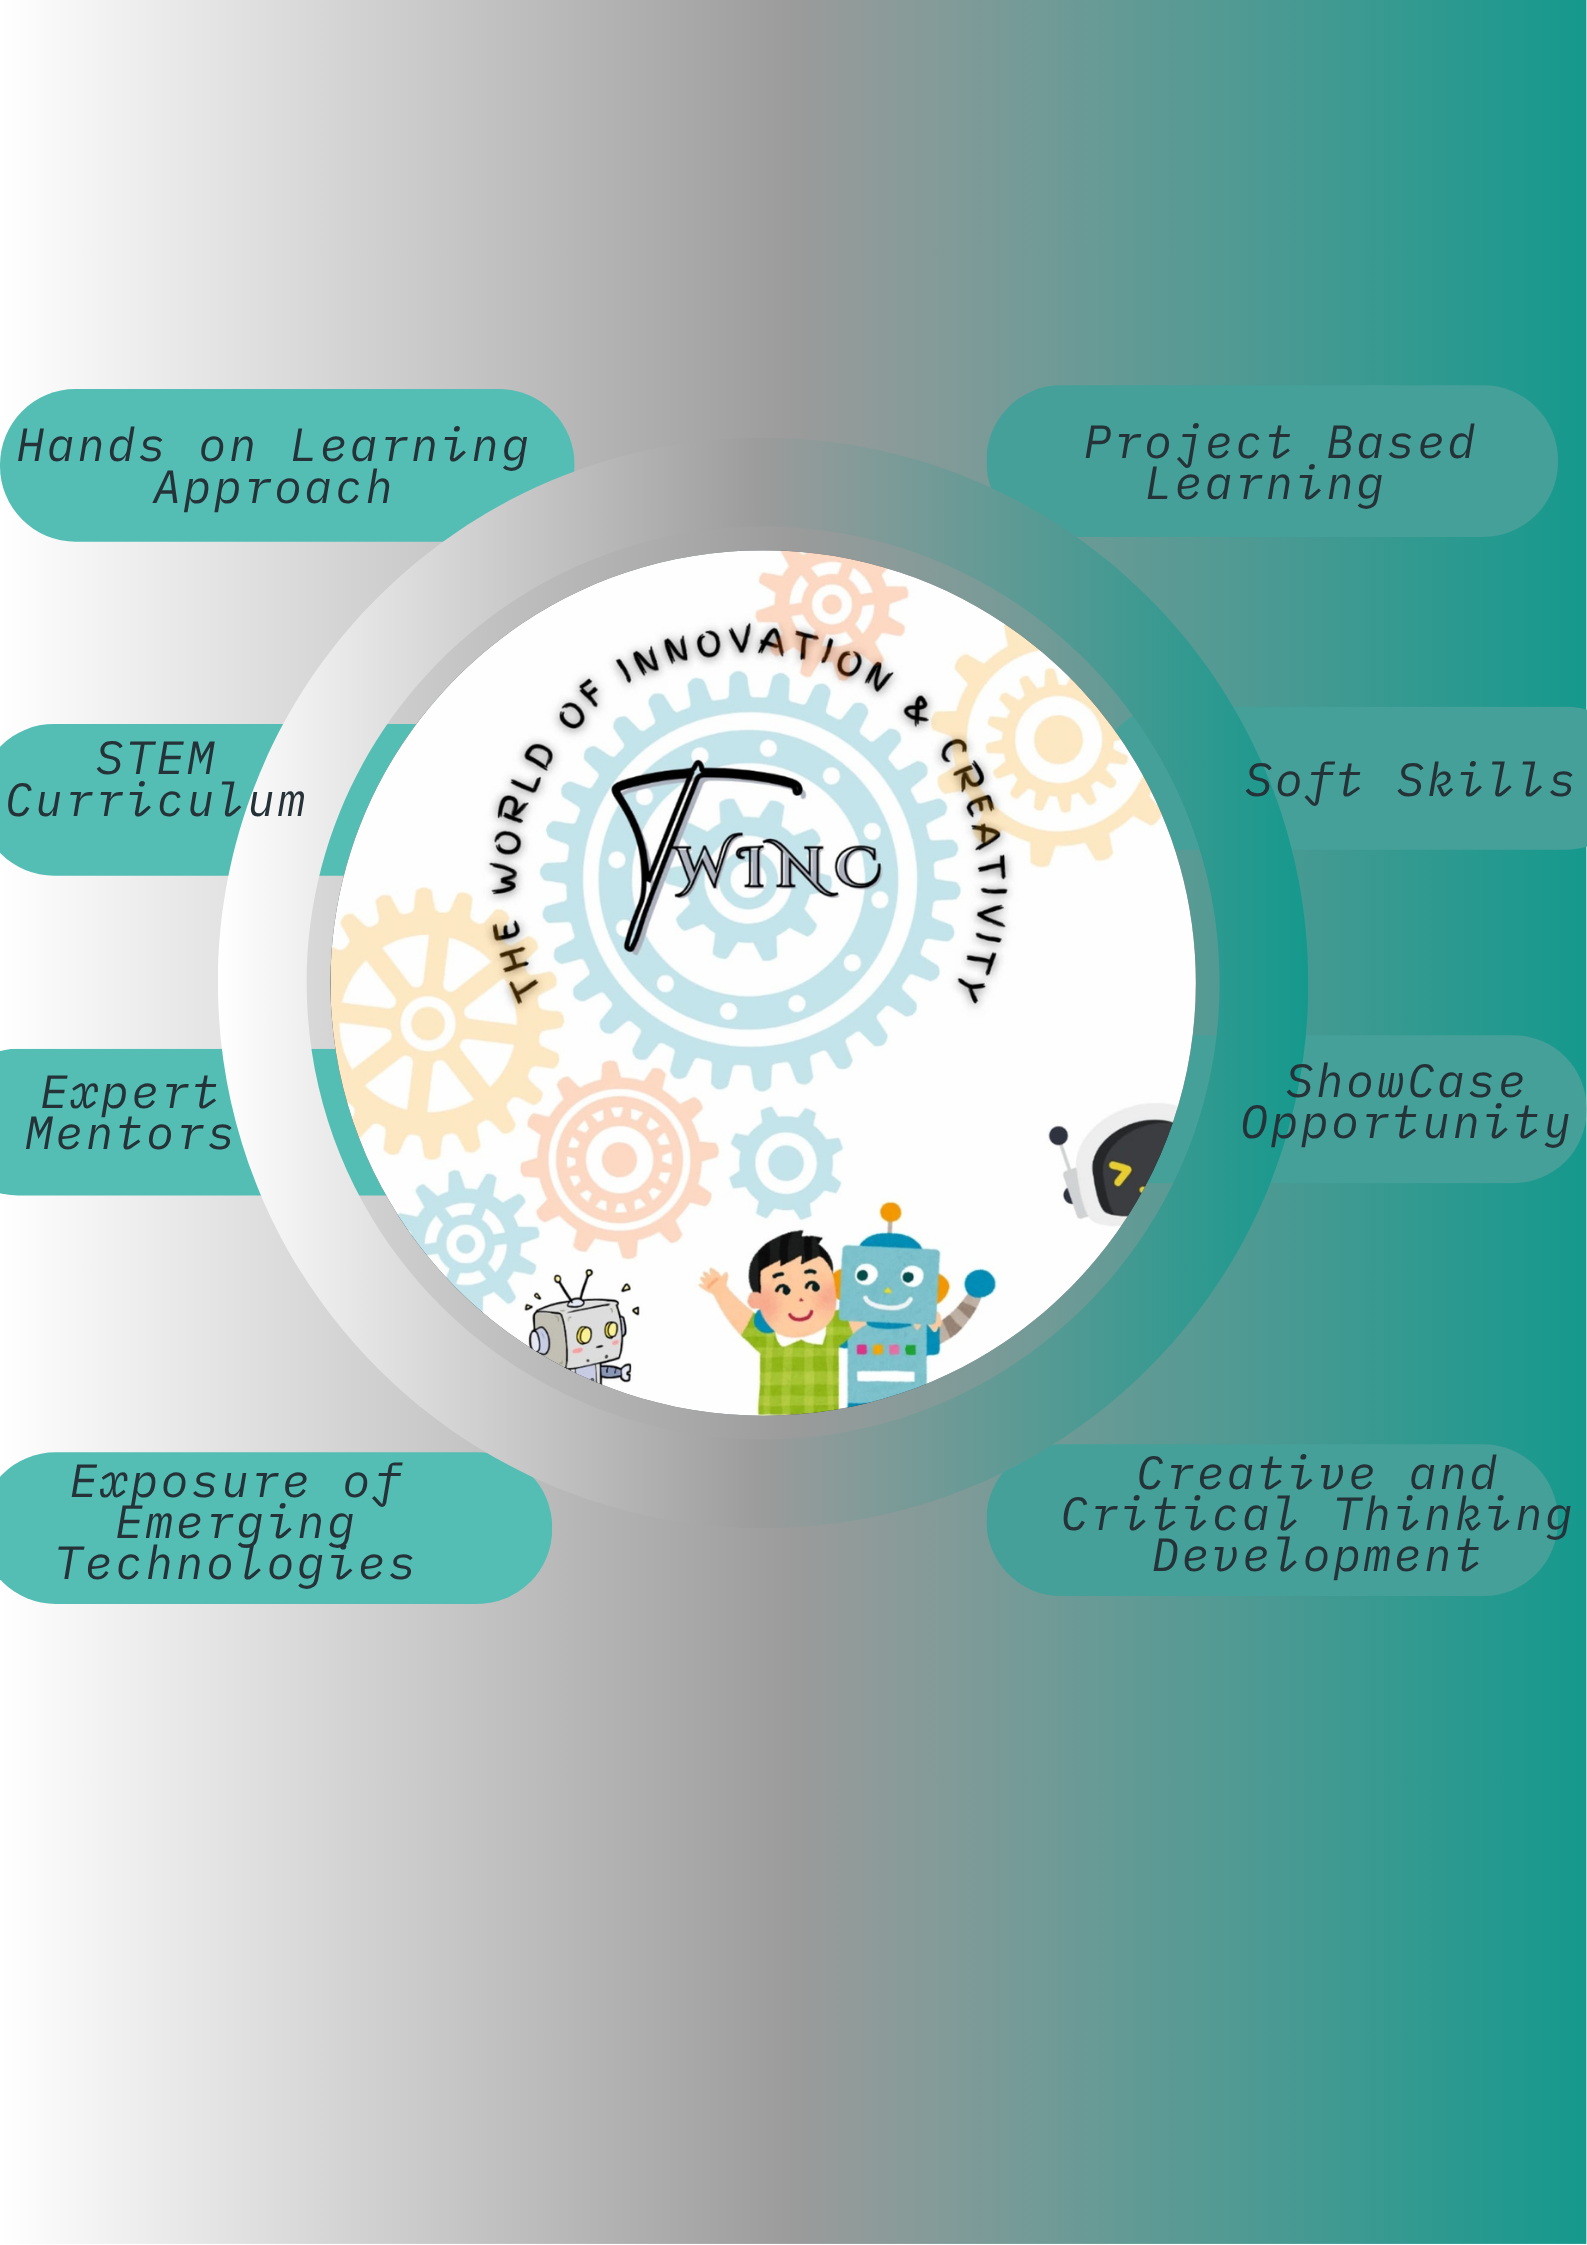 Hands on Learning
Approach
Project Based
Learning
THE WORLD OF INNOVATION & CREATIVITY
TWINC
STEM
Curriculum
Soft Skills
Expert
Mentors
ShowCase
Opportunity
Exposure of
Emerging
Technologies
Creative and
Critical Thinking
Development